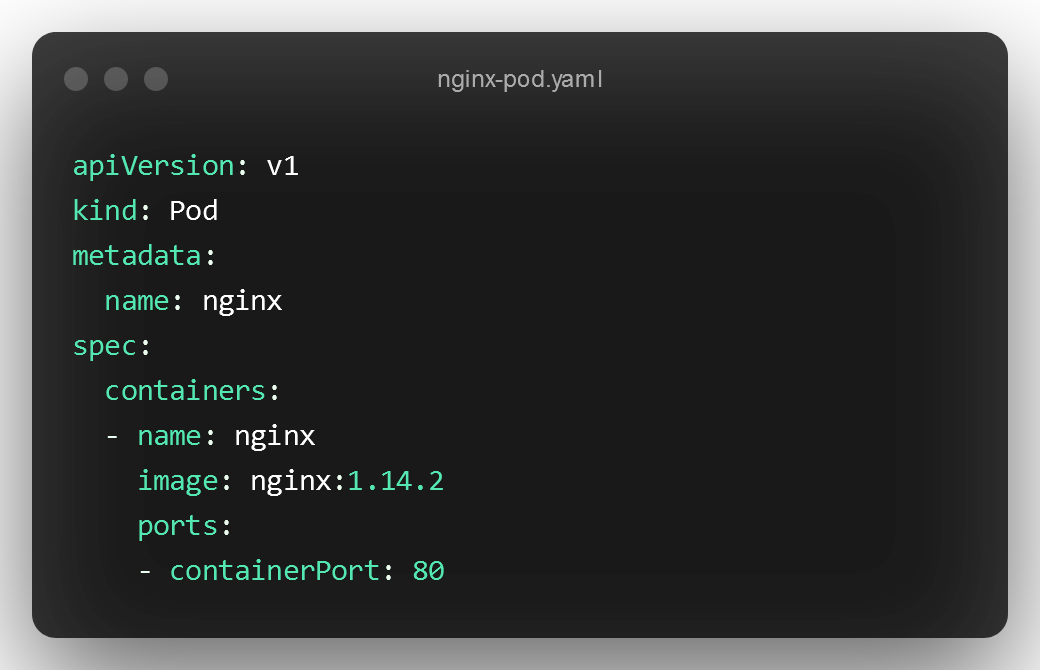 nginx-pod.yaml
apiVersion: v1
kind: Pod
metadata:
  name: nginx
spec:
  containers:
  - name: nginx
    image: nginx:1.14.2
    ports:
    - containerPort: 80